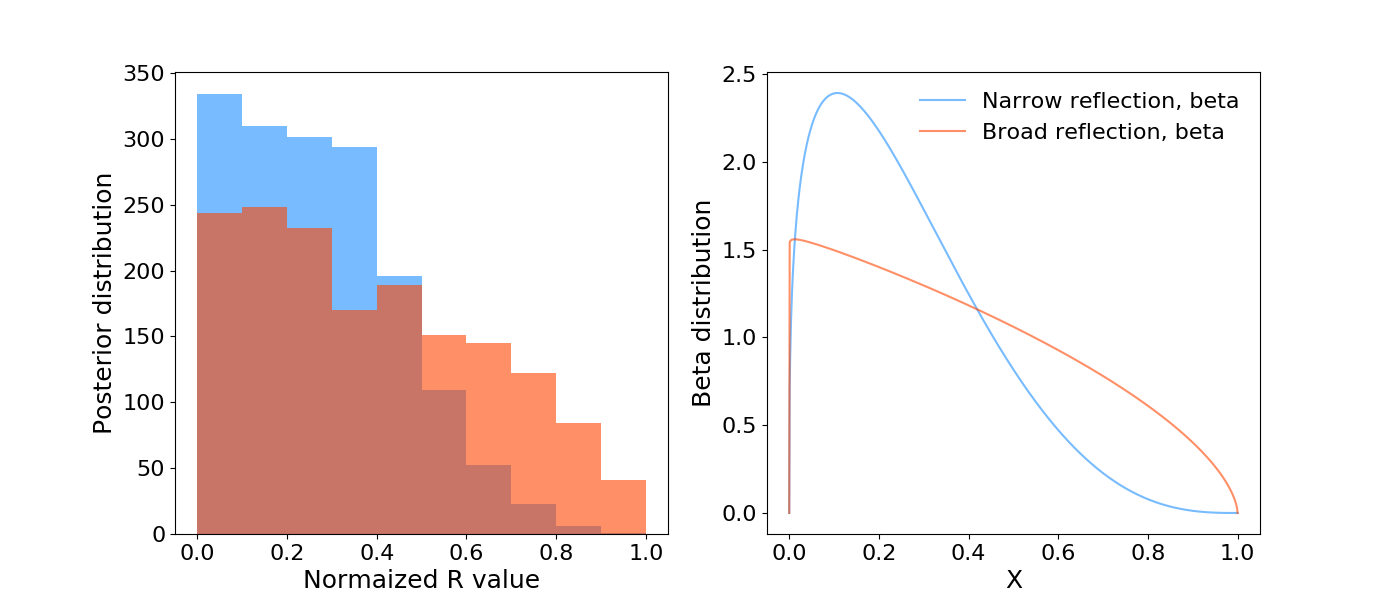 350
300
250
200
150
100
50
0
0.0 0.2 0.4 0.6 0.8 1.0
Posterior distribution
Normaized R value
2.5
2.0
1.5
1.0
0.5
0.0
0.0 0.2 0.4 0.6 0.8 1.0
Beta distribution
X
Narrow reflection, beta
Broad reflection, beta